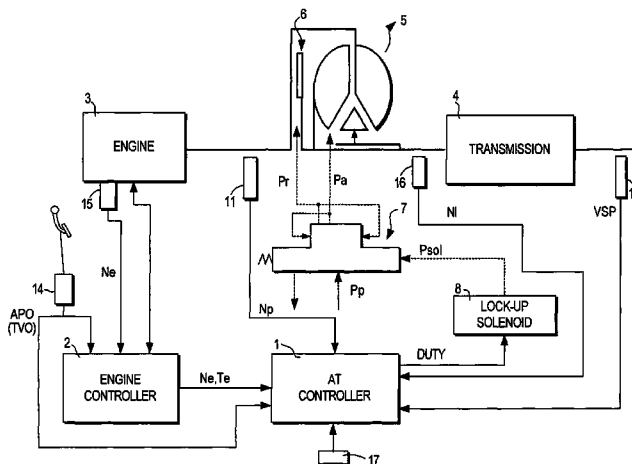 6
5
3
ENGINE
4
TRANSMISSION
15
11
Pr
Pa
16
7
NI
VSP
Ne
Psol
14
8
LOCK-UP
SOLENOID
APO
(TVO)
Np
Pp
DUTY
2
ENGINE
CONTROLLER
Ne,Te
1
AT
CONTROLLER
17